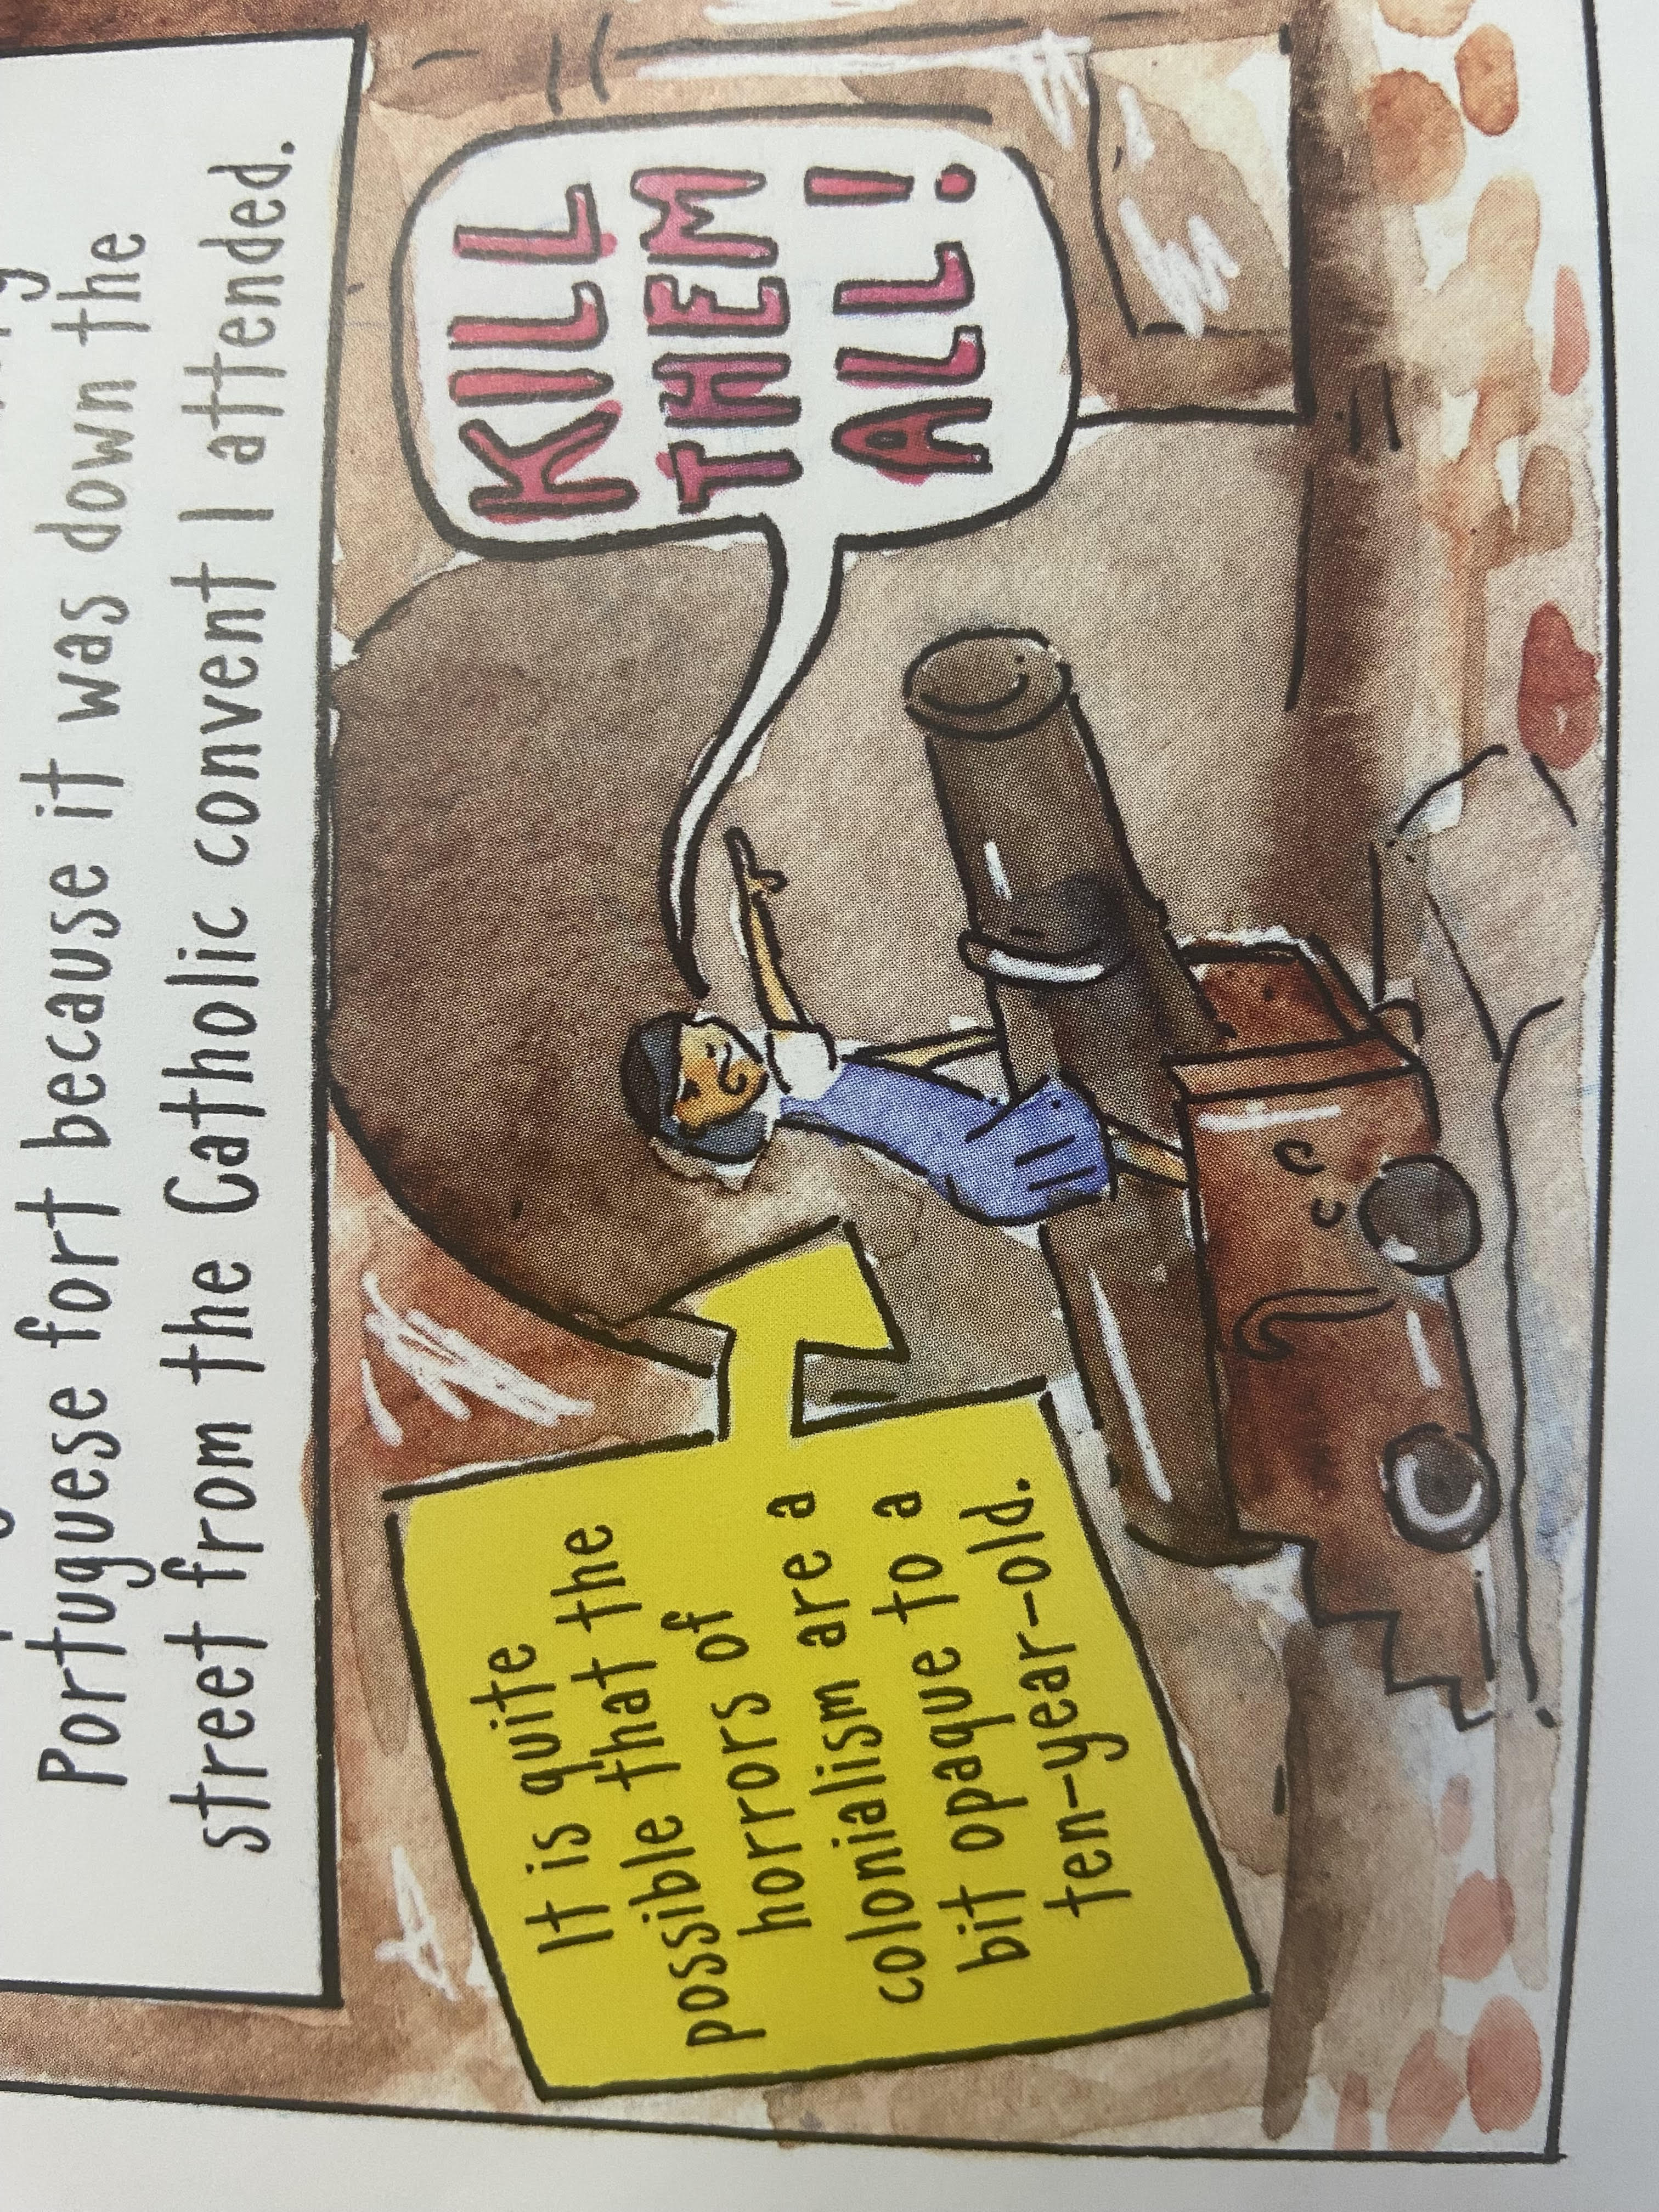 Portuguese fort because it was down the
street from the Catholic convent I attended.
It is quite
possible that the
horrors of
colonialism are a
bit opaque to a
ten-year-old.
KILL
THEM
ALL!